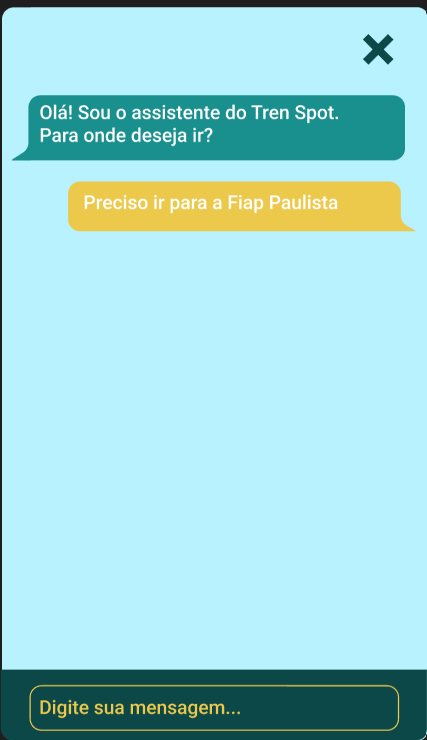 Olá! Sou o assistente do Tren Spot.
Para onde deseja ir?
Preciso ir para a Fiap Paulista
Digite sua mensagem...